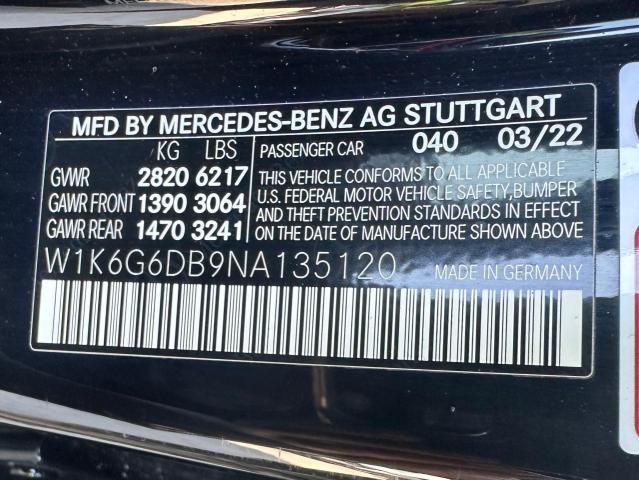 MFD BY MERCEDES-BENZ AG STUTTGART
KG LBS
GVWR 2820 6217
GAWR FRONT 1390 3064
GAWR REAR 1470 3241
PASSENGER CAR 040 03/22
THIS VEHICLE CONFORMS TO ALL APPLICABLE
U.S. FEDERAL MOTOR VEHICLE SAFETY, BUMPER
AND THEFT PREVENTION STANDARDS IN EFFECT
ON THE DATE OF MANUFACTURE SHOWN ABOVE
W1K6G6DB9NA135120 MADE IN GERMANY